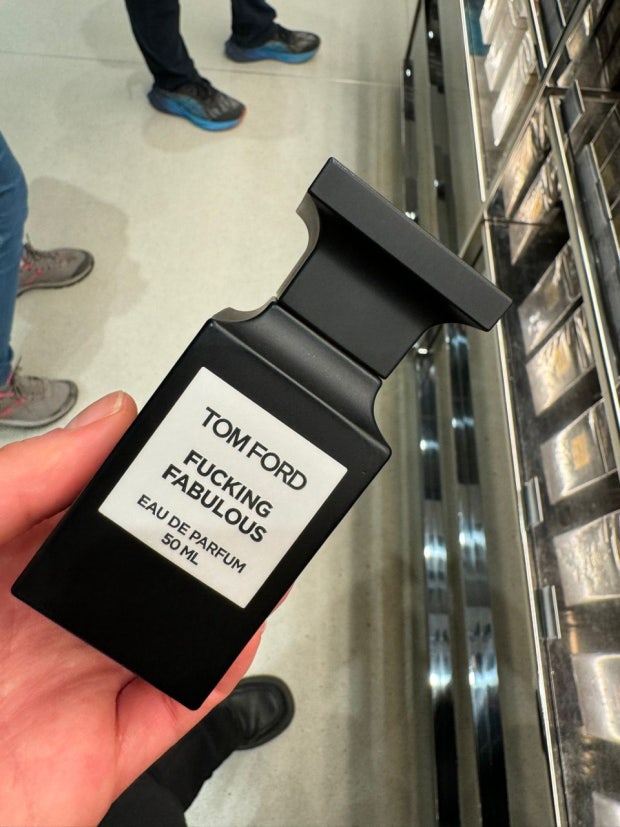 TOM FORD
FUCKING
FABULOUS
EAU DE PARFUM
50 ML